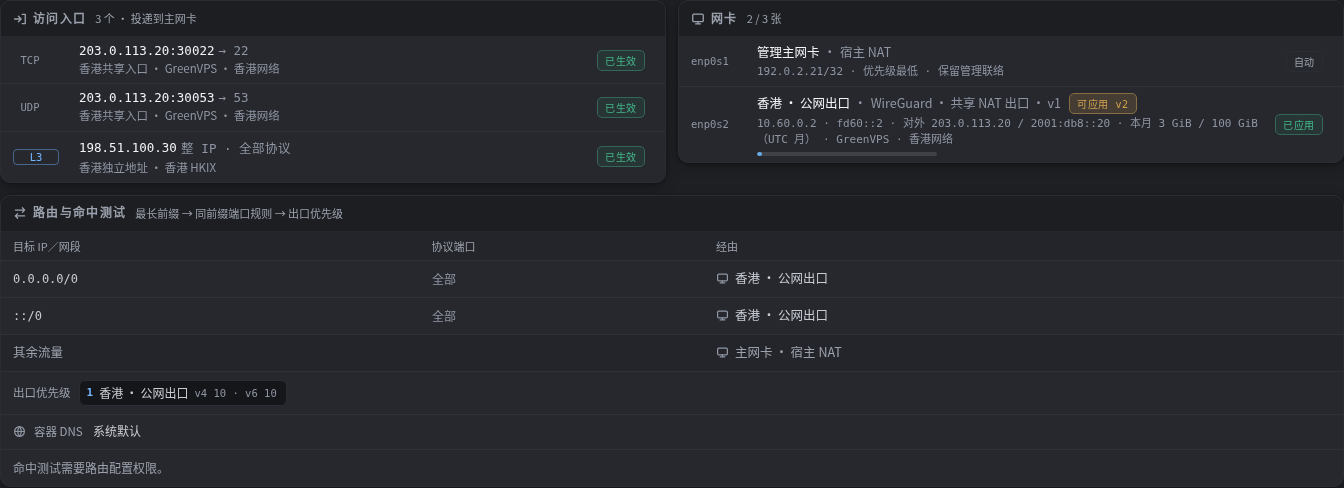 访问入口 3 个 · 投递到主网卡
TCP
203.0.113.20:30022 → 22
香港共享入口 · GreenVPS · 香港网络
已生效
UDP
203.0.113.20:30053 → 53
香港共享入口 · GreenVPS · 香港网络
已生效
L3
198.51.100.30 整 IP · 全部协议
香港独立地址 · 香港 HKIX
已生效
网卡 2 / 3 张
enp0s1
管理主网卡 · 宿主 NAT
192.0.2.21/32 · 优先级最低 · 保留管理联络
自动
enp0s2
香港 · 公网出口 · WireGuard · 共享 NAT 出口 · v1 可应用 v2
10.60.0.2 · fd60::2 · 对外 203.0.113.20 / 2001:db8::20 · 本月 3 GiB / 100 GiB
（UTC 月） · GreenVPS · 香港网络
已应用
路由与命中测试 最长前缀 → 同前缀端口规则 → 出口优先级
目标 IP／网段 协议端口 经由
0.0.0.0/0 全部 香港 · 公网出口
::/0 全部 香港 · 公网出口
其余流量 主网卡 · 宿主 NAT
出口优先级 1 香港 · 公网出口 v4 10 · v6 10
容器 DNS 系统默认
命中测试需要路由配置权限。